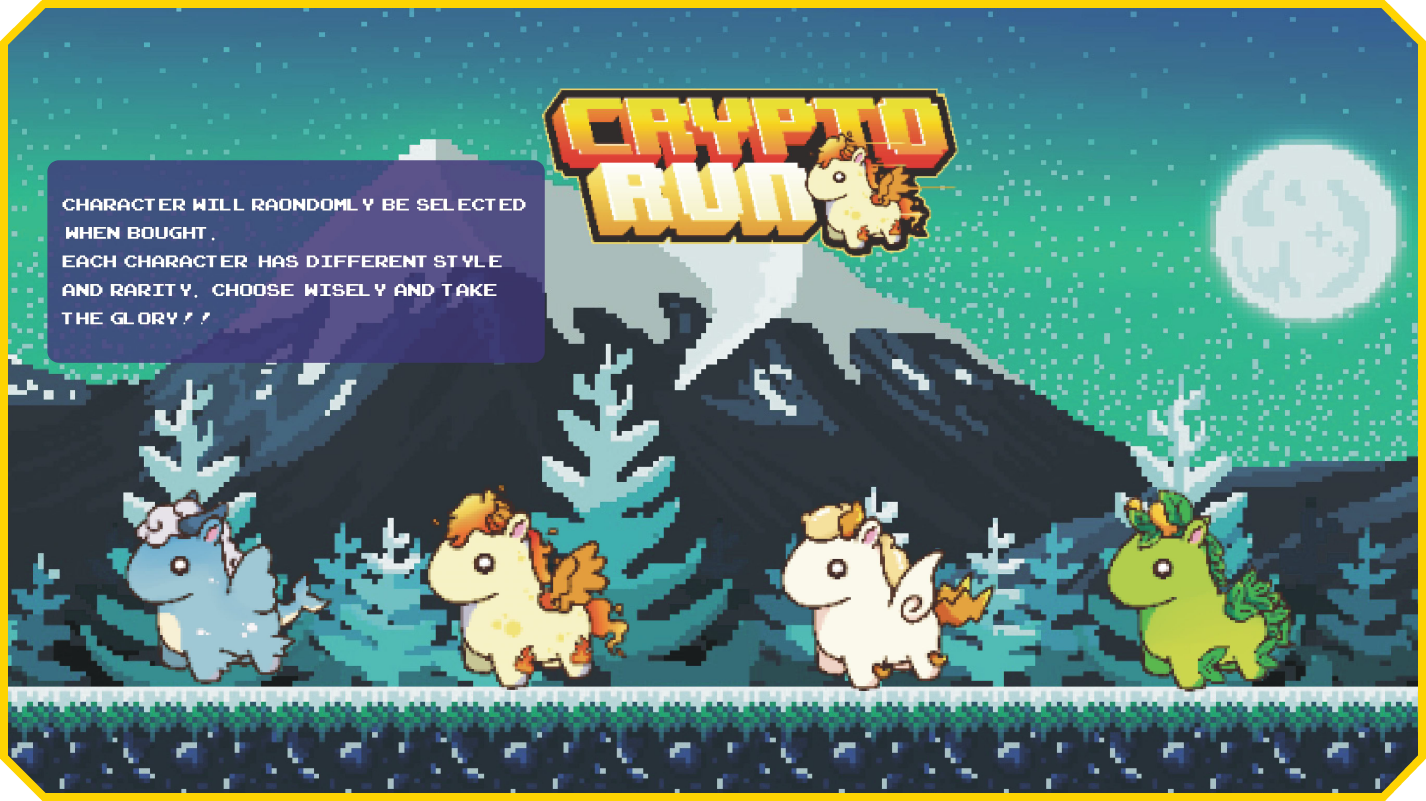 CRYPTO
RUN
CHARACTER WILL RAONDOMLY BE SELECTED
WHEN BOUGHT.
EACH CHARACTER HAS DIFFERENT STYLE
AND RARITY. CHOOSE WISELY AND TAKE
THE GLORY!!